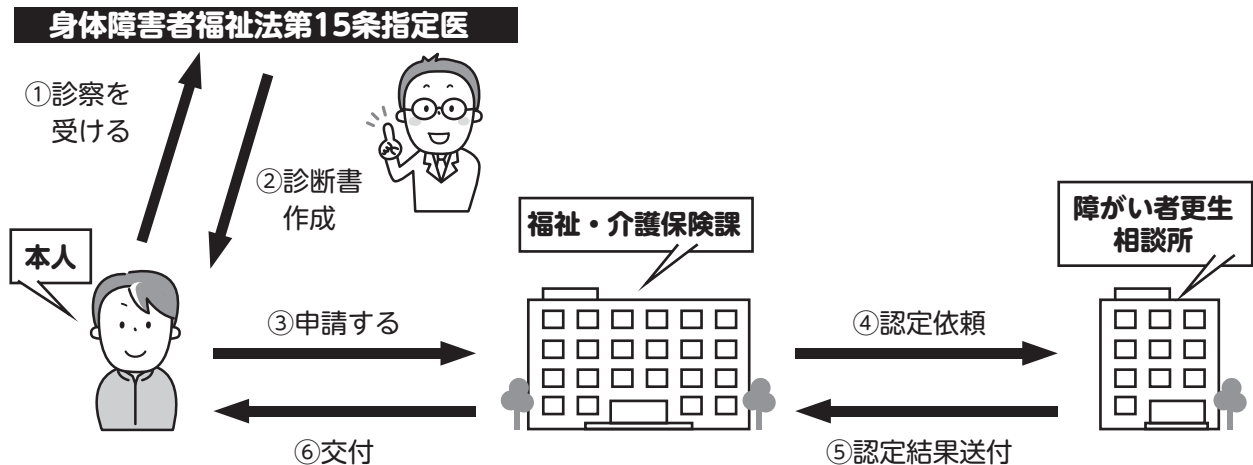 身体障害者福祉法第15条指定医
①診察を
受ける
②診断書
作成
本人
福祉・介護保険課
障がい者更生
相談所
③申請する
④認定依頼
⑥交付
⑤認定結果送付